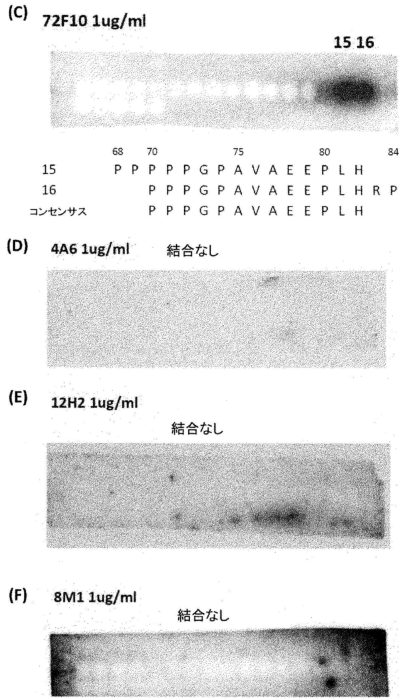 (C) 72F10 1ug/ml
15 16
68 70 75 80 84
15 P P P P P G P A V A E E P L H
16 P P P G P A V A E E P L H R P
コンセンサス P P P G P A V A E E P L H
(D) 4A6 1ug/ml 結合なし
(E) 12H2 1ug/ml
結合なし
(F) 8M1 1ug/ml
結合なし